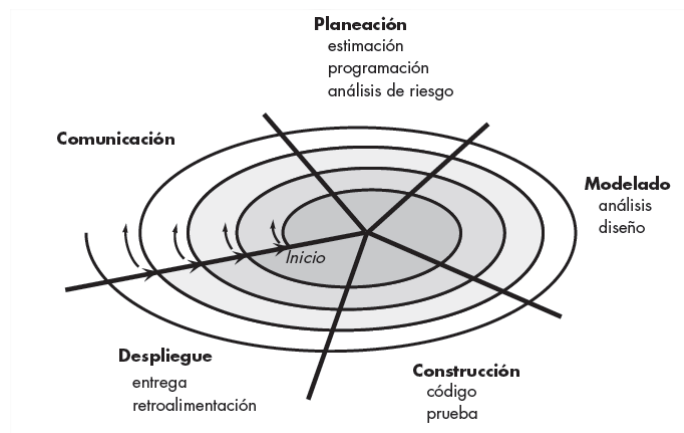 Planeación
estimación
programación
análisis de riesgo
Comunicación
Modelado
análisis
diseño
Inicio
Despliegue
entrega
retroalimentación
Construcción
código
prueba